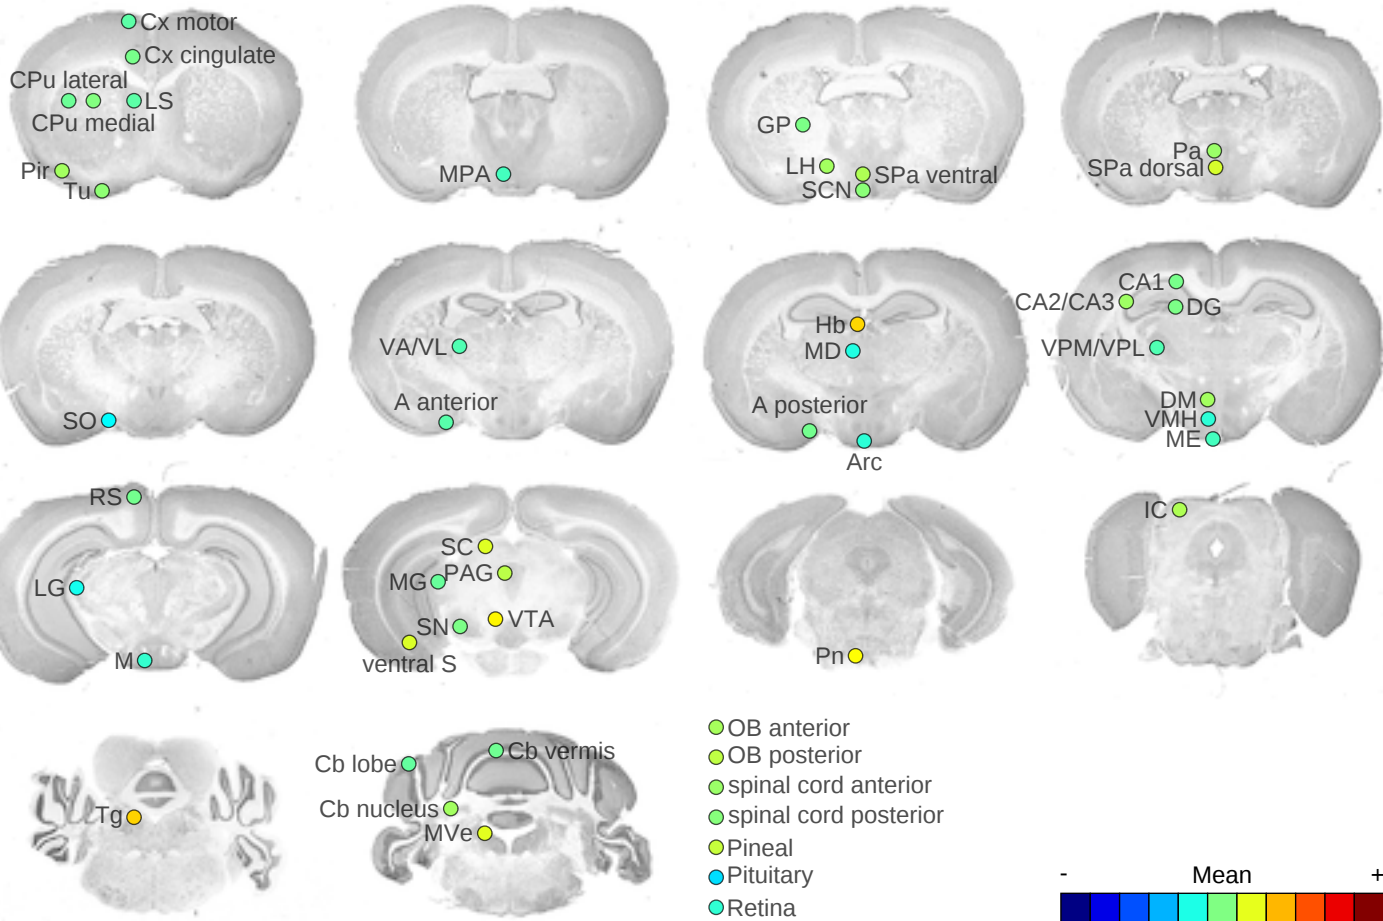 Cx motor
Cx cingulate
CPu lateral
LS
CPu medial
Pir
Tu
MPA
GP
LH
SPa ventral
SCN
Pa
SPa dorsal
SO
VA/VL
A anterior
Hb
MD
A posterior
Arc
CA1
CA2/CA3
DG
VPM/VPL
DM
VMH
ME
RS
LG
M
SC
PAG
MG
VTA
SN
ventral S
Pn
IC
Tg
Cb vermis
Cb lobe
Cb nucleus
MVe
OB anterior
OB posterior
spinal cord anterior
spinal cord posterior
Pineal
Pituitary
Retina
- Mean +